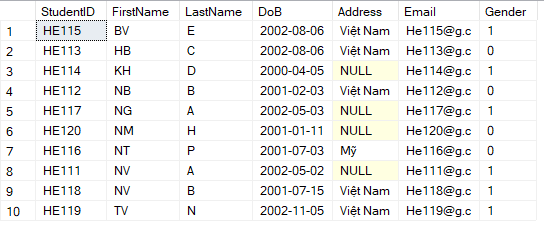 StudentID FirstName LastName DoB Address Email Gender
1 HE115 BV E 2002-08-06 Việt Nam He115@g.c 1
2 HE113 HB C 2002-08-06 Việt Nam He113@g.c 0
3 HE114 KH D 2000-04-05 NULL He114@g.c 1
4 HE112 NB B 2001-02-03 Việt Nam He112@g.c 0
5 HE117 NG A 2002-05-03 NULL He117@g.c 1
6 HE120 NM H 2001-01-11 NULL He120@g.c 0
7 HE116 NT P 2001-07-03 Mỹ He116@g.c 0
8 HE111 NV A 2002-05-02 NULL He111@g.c 1
9 HE118 NV B 2001-07-15 Việt Nam He118@g.c 1
10 HE119 TV N 2002-11-05 Việt Nam He119@g.c 1